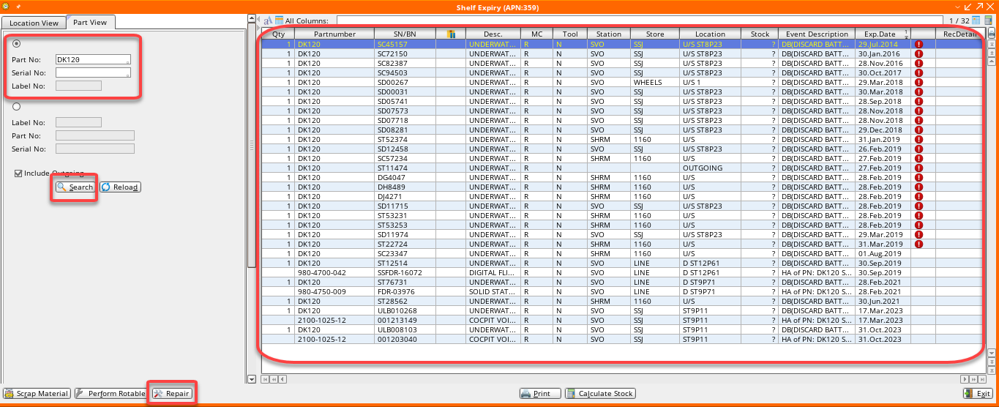 Shelf Expiry (APN:359)
Location View Part View
All Columns: 1 / 32
Part No: DK120
Serial No:
Label No:
Label No:
Part No:
Serial No:
Include Outgoing
Search Reload
Qty Partnumber SN/BN Desc. MC Tool Station Store Location Stock Event Description Exp.Date RecDetail
1 DK120 SC45157 UNDERWAT... R N SVO SSJ U/S ST8P23 ? DB(DISCARD BATT... 29.Jul.2014
1 DK120 SC72150 UNDERWAT... R N SVO SSJ U/S ST8P23 ? DB(DISCARD BATT... 30.Jan.2016
1 DK120 SC82387 UNDERWAT... R N SVO SSJ U/S ST8P23 ? DB(DISCARD BATT... 28.Nov.2016
1 DK120 SC94503 UNDERWAT... R N SVO SSJ U/S ST8P23 ? DB(DISCARD BATT... 30.Oct.2017
1 DK120 SD00267 UNDERWAT... R N SVO WHEELS U/S 1 ? DB(DISCARD BATT... 29.Mar.2018
1 DK120 SD00031 UNDERWAT... R N SVO SSJ U/S ST8P23 ? DB(DISCARD BATT... 30.Mar.2018
1 DK120 SD05741 UNDERWAT... R N SVO SSJ U/S ST8P23 ? DB(DISCARD BATT... 28.Sep.2018
1 DK120 SD07573 UNDERWAT... R N SVO SSJ U/S ST8P23 ? DB(DISCARD BATT... 28.Nov.2018
1 DK120 SD07718 UNDERWAT... R N SVO SSJ U/S ST8P23 ? DB(DISCARD BATT... 28.Nov.2018
1 DK120 SD08281 UNDERWAT... R N SVO SSJ U/S ST8P23 ? DB(DISCARD BATT... 29.Dec.2018
1 DK120 ST52374 UNDERWAT... R N SHRM 1160 U/S ? DB(DISCARD BATT... 31.Jan.2019
1 DK120 SD12458 UNDERWAT... R N SVO SSJ U/S ST8P23 ? DB(DISCARD BATT... 26.Feb.2019
1 DK120 SC57234 UNDERWAT... R N SHRM 1160 U/S ? DB(DISCARD BATT... 27.Feb.2019
1 DK120 ST11474 UNDERWAT... R N OUTGOING ? DB(DISCARD BATT... 27.Feb.2019
1 DK120 DG4047 UNDERWAT... R N SHRM 1160 U/S ? DB(DISCARD BATT... 28.Feb.2019
1 DK120 DH8489 UNDERWAT... R N SHRM 1160 U/S ? DB(DISCARD BATT... 28.Feb.2019
1 DK120 DJ4271 UNDERWAT... R N SHRM 1160 U/S ? DB(DISCARD BATT... 28.Feb.2019
1 DK120 SD11715 UNDERWAT... R N SVO SSJ U/S ST8P23 ? DB(DISCARD BATT... 28.Feb.2019
1 DK120 ST53231 UNDERWAT... R N SHRM 1160 U/S ? DB(DISCARD BATT... 28.Feb.2019
1 DK120 ST53253 UNDERWAT... R N SHRM 1160 U/S ? DB(DISCARD BATT... 28.Feb.2019
1 DK120 SD11974 UNDERWAT... R N SVO SSJ U/S ST8P23 ? DB(DISCARD BATT... 29.Mar.2019
1 DK120 ST22724 UNDERWAT... R N SHRM 1160 U/S ? DB(DISCARD BATT... 31.Mar.2019
1 DK120 SC23347 UNDERWAT... R N SHRM 1160 U/S ? DB(DISCARD BATT... 01.Aug.2019
1 DK120 ST12514 UNDERWAT... R N SVO LINE D ST12P61 ? DB(DISCARD BATT... 30.Sep.2019
980-4700-042 SSFDR-16072 DIGITAL FLI... R N SVO LINE D ST12P61 ? HA of PN: DK120 S... 30.Sep.2019
1 DK120 ST76731 UNDERWAT... R N SVO LINE D ST9P71 ? DB(DISCARD BATT... 28.Feb.2021
980-4750-009 FDR-03976 SOLID STAT... R N SVO LINE D ST9P71 ? HA of PN: DK120 S... 28.Feb.2021
1 DK120 ST28562 UNDERWAT... R N SHRM 1160 U/S ? DB(DISCARD BATT... 30.Jun.2021
1 DK120 ULB010268 UNDERWAT... R N SVO SSJ ST9P11 ? DB(DISCARD BATT... 17.Mar.2023
2100-1025-12 001213149 COCPIT VOI... R N SVO SSJ ST9P11 ? HA of PN: DK120 S... 17.Mar.2023
1 DK120 ULB008103 UNDERWAT... R N SVO SSJ ST9P11 ? DB(DISCARD BATT... 31.Oct.2023
2100-1025-12 001203040 COCPIT VOI... R N SVO SSJ ST9P11 ? HA of PN: DK120 S... 31.Oct.2023
Scrap Material Perform Rotable Repair Print Calculate Stock Exit